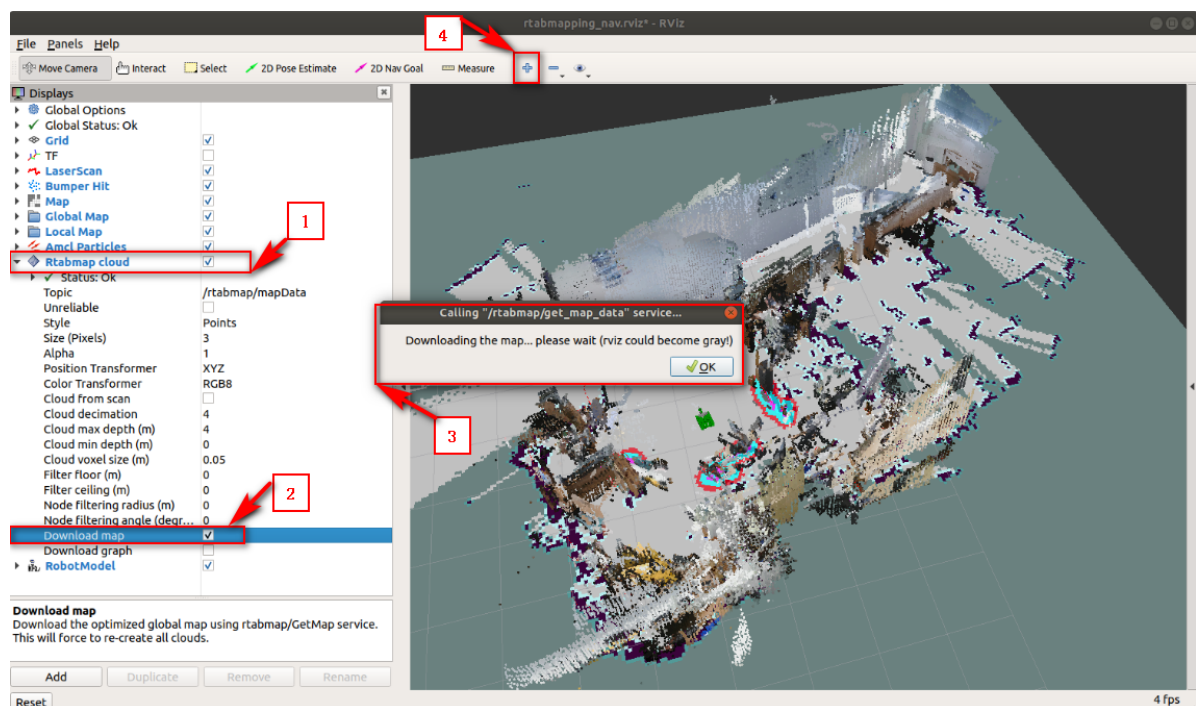 rtabmapping_nav.rviz* - RViz
4
File Panels Help
Move Camera Interact Select 2D Pose Estimate 2D Nav Goal Measure
Displays
Global Options
Global Status: Ok
Grid
TF
LaserScan
Bumper Hit
Map
Global Map
Local Map
1
Amcl Particles
Rtabmap cloud
Status: Ok
Topic /rtabmap/mapData
Unreliable
Style Points
Size (Pixels) 3
Alpha 1
Position Transformer XYZ
Color Transformer RGB8
Cloud from scan
Cloud decimation 4
Cloud max depth (m) 4
Cloud min depth (m) 0
Cloud voxel size (m) 0.05
Filter floor (m) 0
Filter ceiling (m) 0
Node filtering radius (m) 0
Node filtering angle (degr... 0
2
Download map
Download graph
RobotModel
Calling "/rtabmap/get_map_data" service...
Downloading the map... please wait (rviz could become gray!)
OK
3
Download map
Download the optimized global map using rtabmap/GetMap service.
This will force to re-create all clouds.
Add Duplicate Remove Rename
Reset
4 fps